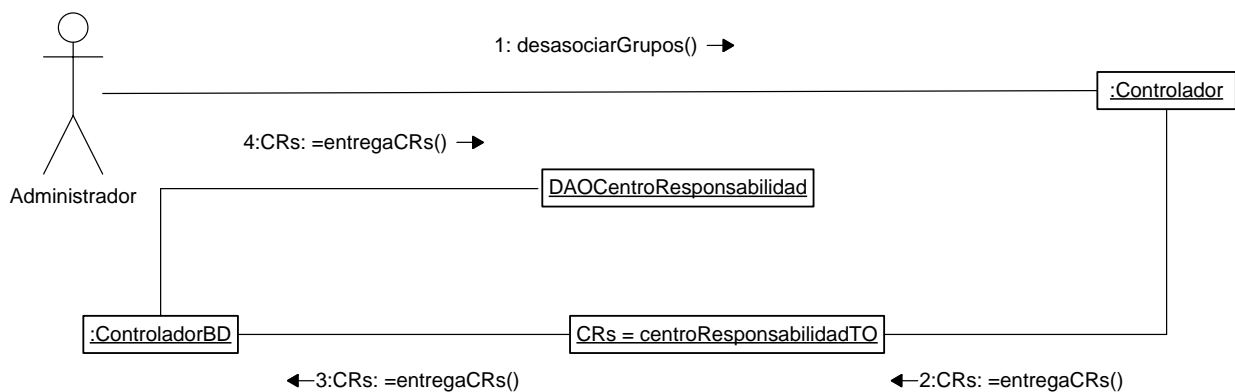 1: desasociarGrupos()
:Controlador
4:CRs: =entregaCRs()
DAOCentroResponsabilidad
Administrador
:ControladorBD
CRs = centroResponsabilidadTO
3:CRs: =entregaCRs()
2:CRs: =entregaCRs()